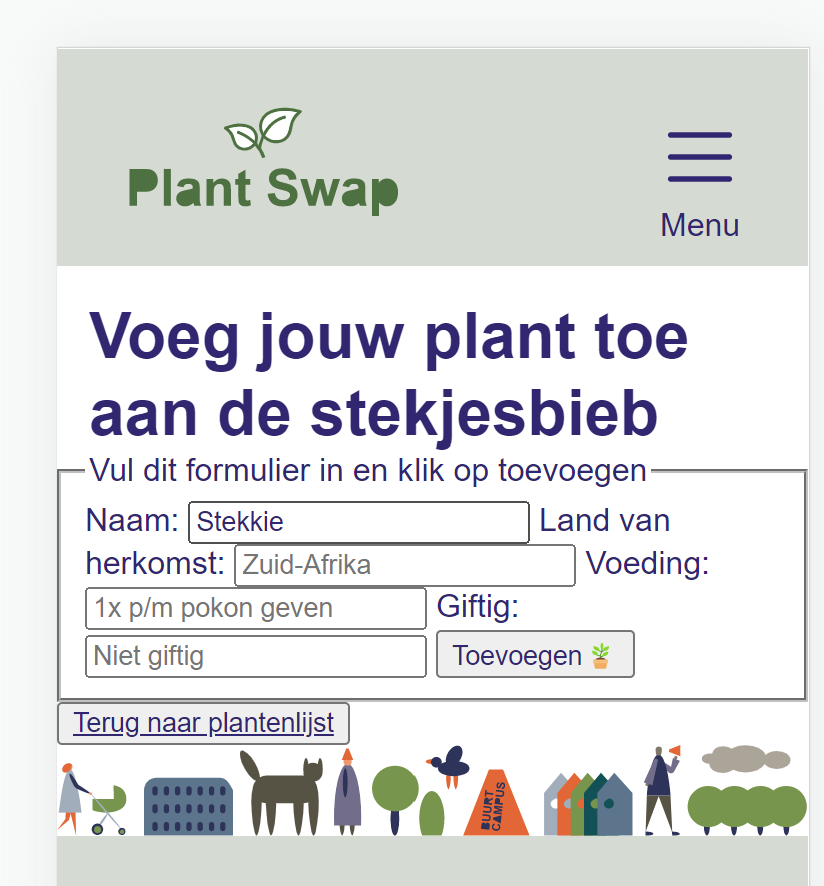 Plant Swap
Menu
Voeg jouw plant toe
aan de stekjesbieb
Vul dit formulier in en klik op toevoegen
Naam: Stekkie Land van
herkomst: Zuid-Afrika Voeding:
1x p/m pokon geven Giftig:
Niet giftig Toevoegen
Terug naar plantenlijst
BUURT
CAMPUS